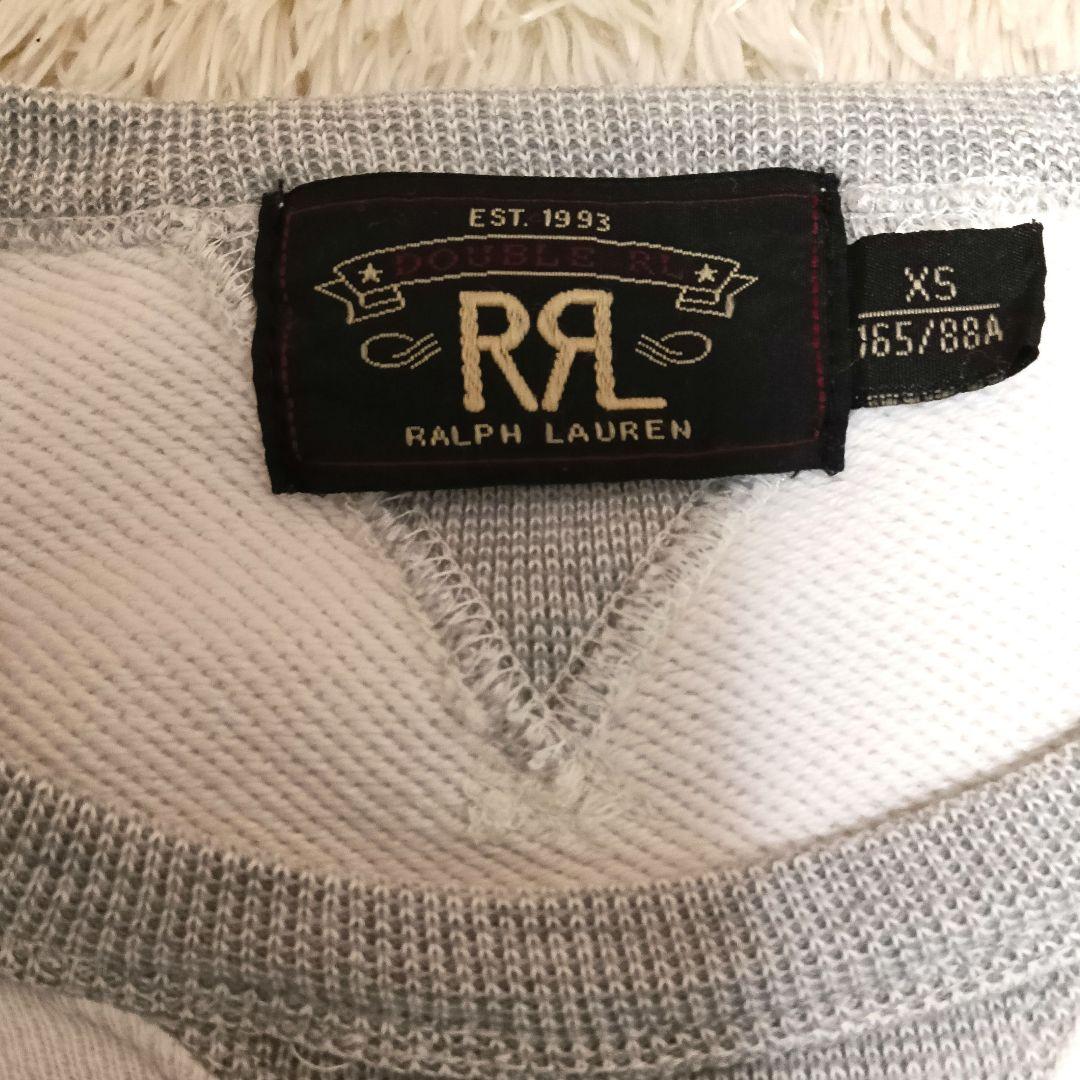 EST. 1993
DOUBLE RL
RRL
RALPH LAUREN
XS
165/88A